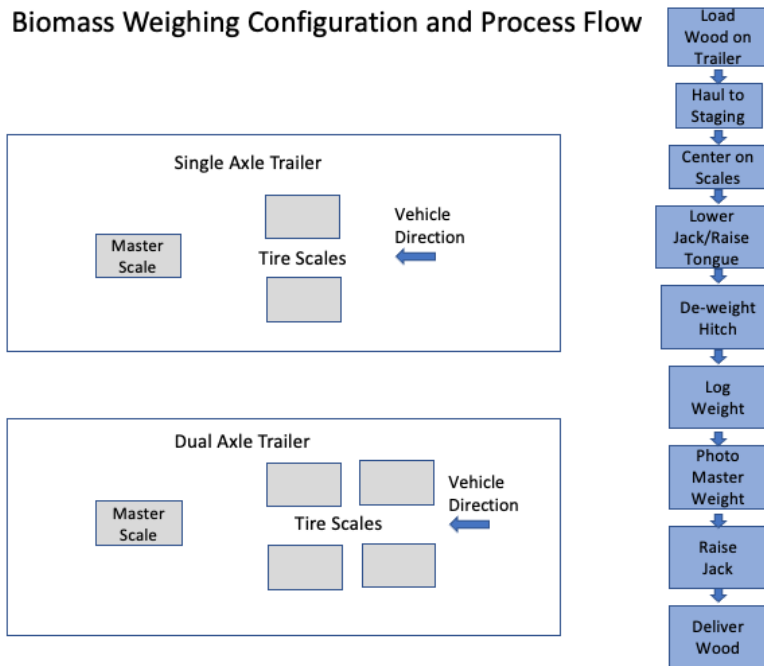 Biomass Weighing Configuration and Process Flow
Single Axle Trailer
Master
Scale
Tire Scales
Vehicle
Direction
Dual Axle Trailer
Master
Scale
Tire Scales
Vehicle
Direction
Load
Wood on
Trailer
Haul to
Staging
Center on
Scales
Lower
Jack/Raise
Tongue
De-weight
Hitch
Log
Weight
Photo
Master
Weight
Raise
Jack
Deliver
Wood